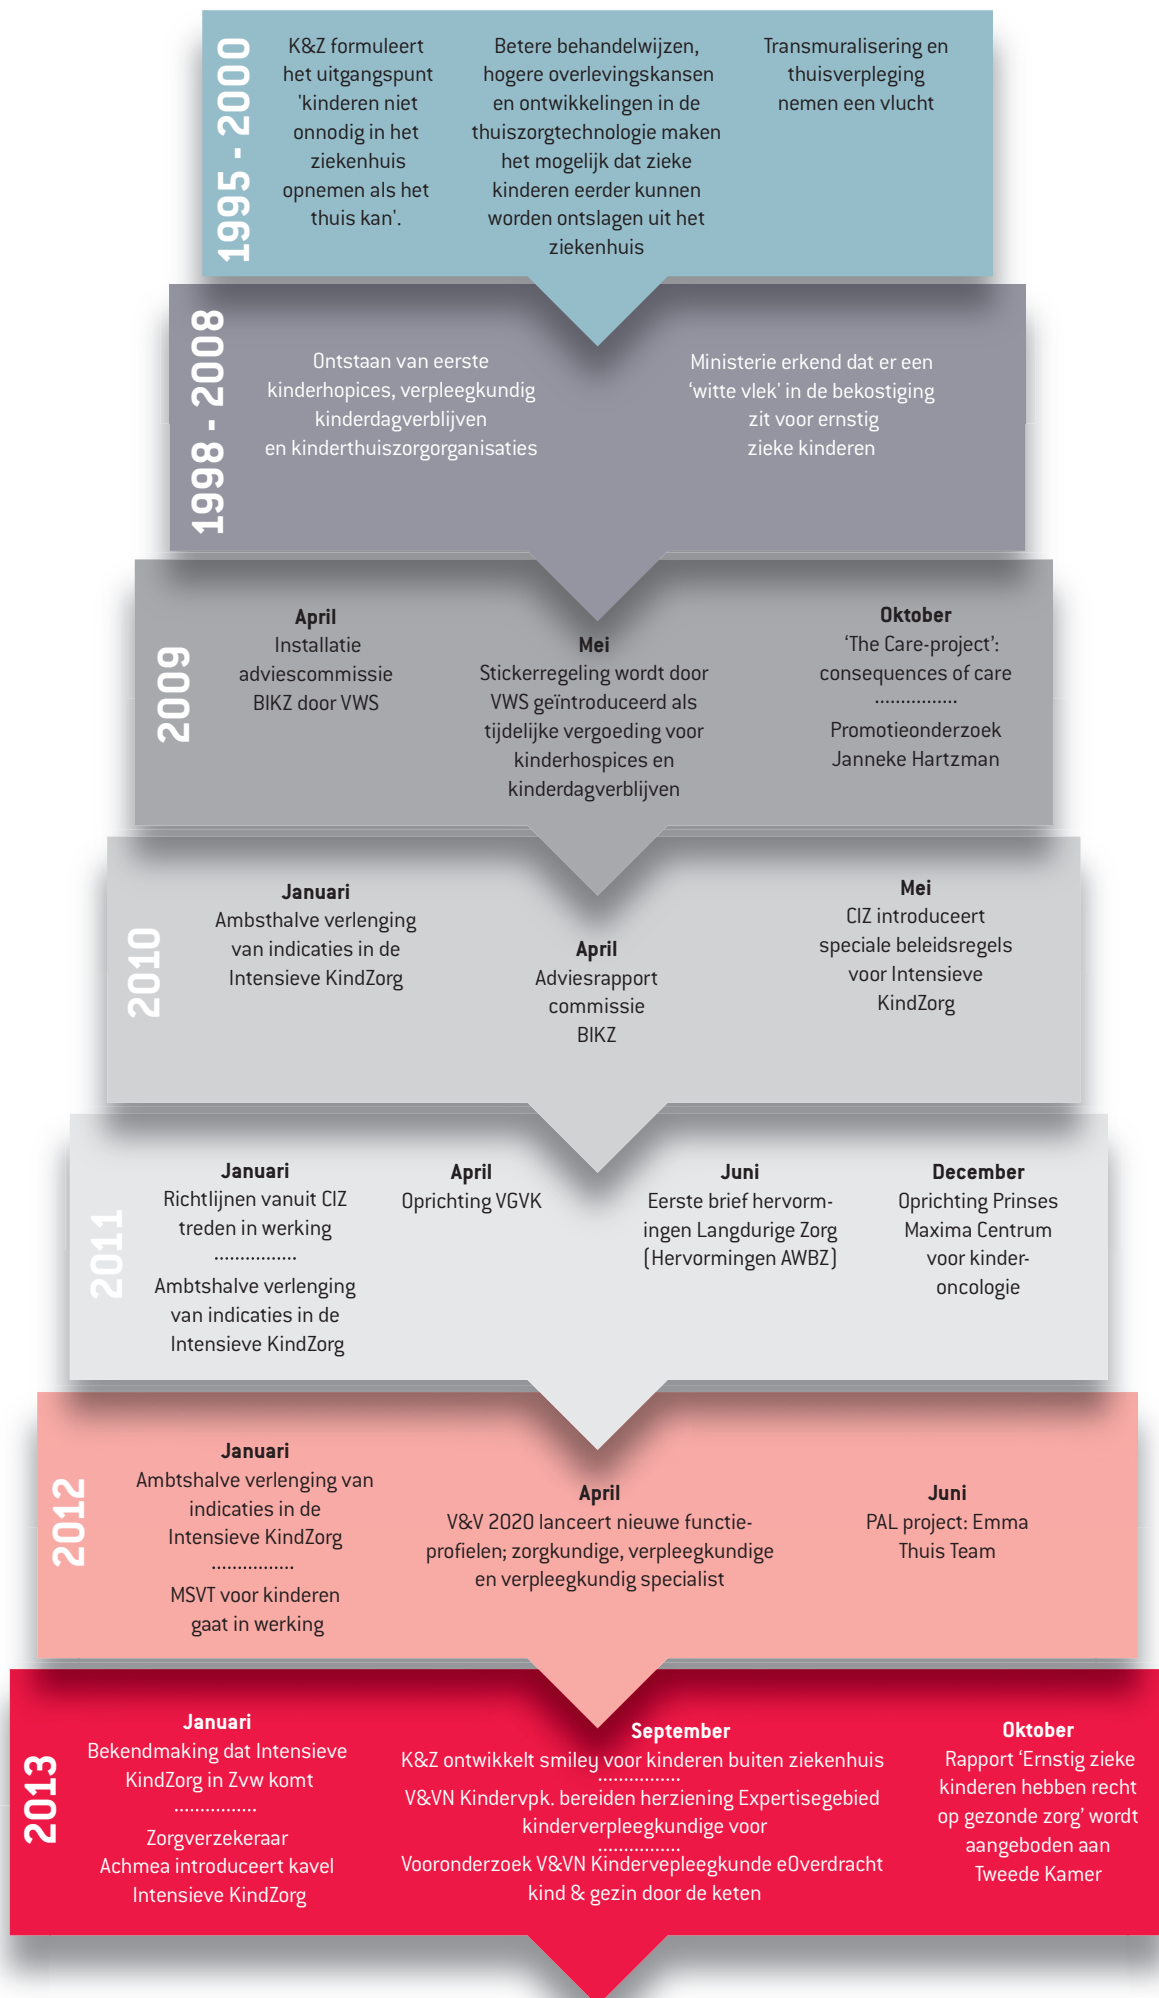 1995 - 2000
K&Z formuleert
het uitgangspunt
'kinderen niet
onnodig in het
ziekenhuis
opnemen als het
thuis kan'.
Betere behandelwijzen,
hogere overlevingskansen
en ontwikkelingen in de
thuiszorgtechnologie maken
het mogelijk dat zieke
kinderen eerder kunnen
worden ontslagen uit het
ziekenhuis
Transmuralisering en
thuisverpleging
nemen een vlucht
1998 - 2008
Ontstaan van eerste
kinderhopices, verpleegkundig
kinderdagverblijven
en kinderthuiszorgorganisaties
Ministerie erkend dat er een
‘witte vlek’ in de bekostiging
zit voor ernstig
zieke kinderen
2009
April
Installatie
adviescommissie
BIKZ door VWS
Mei
Stickerregeling wordt door
VWS geïntroduceerd als
tijdelijke vergoeding voor
kinderhospices en
kinderdagverblijven
Oktober
‘The Care-project’:
consequences of care
................
Promotieonderzoek
Janneke Hartzman
2010
Januari
Ambsthalve verlenging
van indicaties in de
Intensieve KindZorg
April
Adviesrapport
commissie
BIKZ
Mei
CIZ introduceert
speciale beleidsregels
voor Intensieve
KindZorg
2011
Januari
Richtlijnen vanuit CIZ
treden in werking
................
Ambtshalve verlenging
van indicaties in de
Intensieve KindZorg
April
Oprichting VGVK
Juni
Eerste brief hervorm-
ingen Langdurige Zorg
(Hervormingen AWBZ)
December
Oprichting Prinses
Maxima Centrum
voor kinder-
oncologie
2012
Januari
Ambtshalve verlenging van
indicaties in de
Intensieve KindZorg
................
MSVT voor kinderen
gaat in werking
April
V&V 2020 lanceert nieuwe functie-
profielen; zorgkundige, verpleegkundige
en verpleegkundig specialist
Juni
PAL project: Emma
Thuis Team
2013
Januari
Bekendmaking dat Intensieve
KindZorg in Zvw komt
................
Zorgverzekeraar
Achmea introduceert kavel
Intensieve KindZorg
September
K&Z ontwikkelt smiley voor kinderen buiten ziekenhuis
................
V&VN Kindervpk. bereiden herziening Expertisegebied
kinderverpleegkundige voor
................
Vooronderzoek V&VN Kindervepleegkunde eOverdracht
kind & gezin door de keten
Oktober
Rapport ‘Ernstig zieke
kinderen hebben recht
op gezonde zorg’ wordt
aangeboden aan
Tweede Kamer